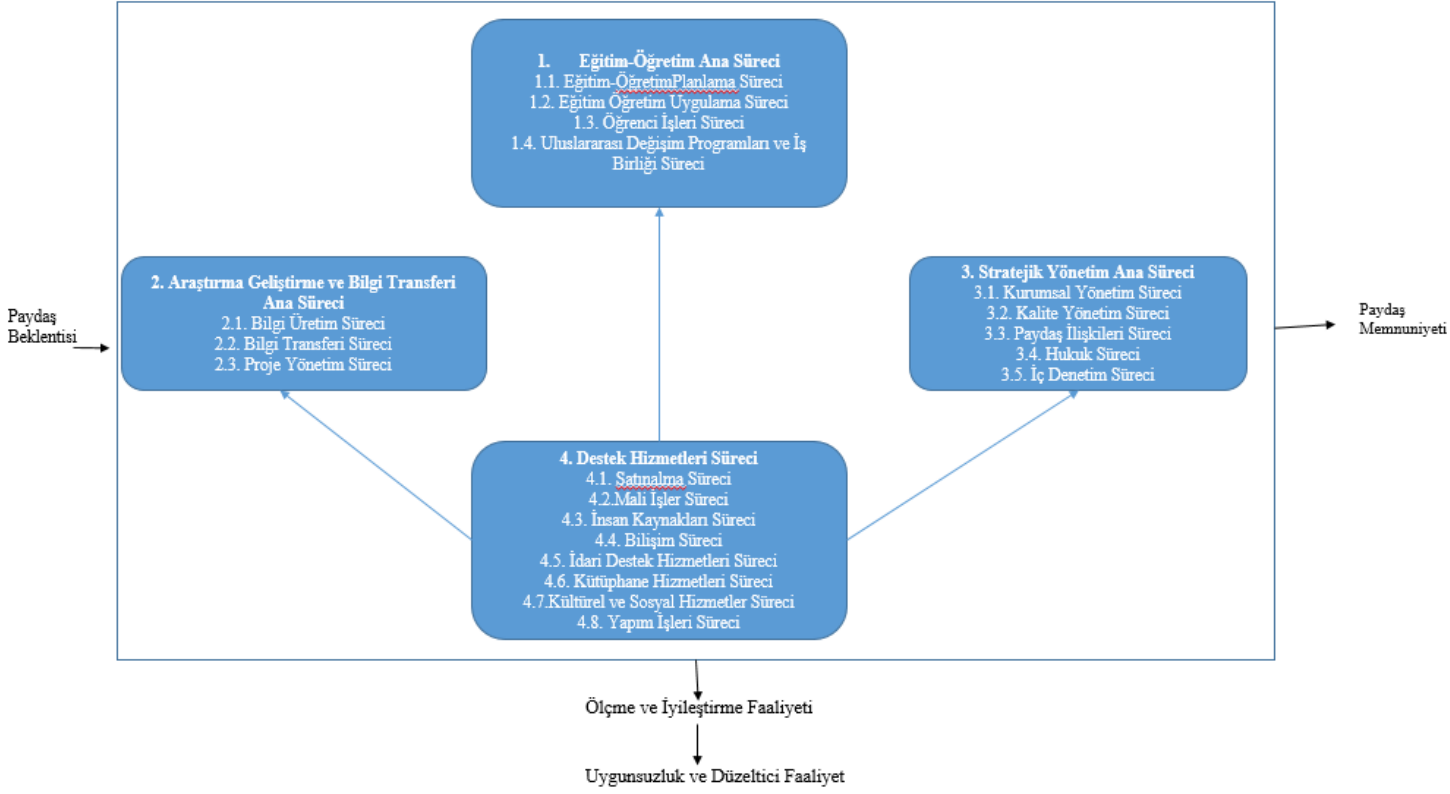 1. Eğitim-Öğretim Ana Süreci
1.1. Eğitim-ÖğretimPlanlama Süreci
1.2. Eğitim Öğretim Uygulama Süreci
1.3. Öğrenci İşleri Süreci
1.4. Uluslararası Değişim Programları ve İş
Birliği Süreci
Paydaş
Beklentisi
2. Araştırma Geliştirme ve Bilgi Transferi
Ana Süreci
2.1. Bilgi Üretim Süreci
2.2. Bilgi Transferi Süreci
2.3. Proje Yönetim Süreci
3. Stratejik Yönetim Ana Süreci
3.1. Kurumsal Yönetim Süreci
3.2. Kalite Yönetim Süreci
3.3. Paydaş İlişkileri Süreci
3.4. Hukuk Süreci
3.5. İç Denetim Süreci
Paydaş
Memnuniyeti
4. Destek Hizmetleri Süreci
4.1. Satınalma Süreci
4.2.Mali İşler Süreci
4.3. İnsan Kaynakları Süreci
4.4. Bilişim Süreci
4.5. İdari Destek Hizmetleri Süreci
4.6. Kütüphane Hizmetleri Süreci
4.7.Kültürel ve Sosyal Hizmetler Süreci
4.8. Yapım İşleri Süreci
Ölçme ve İyileştirme Faaliyeti
Uygunsuzluk ve Düzeltici Faaliyet